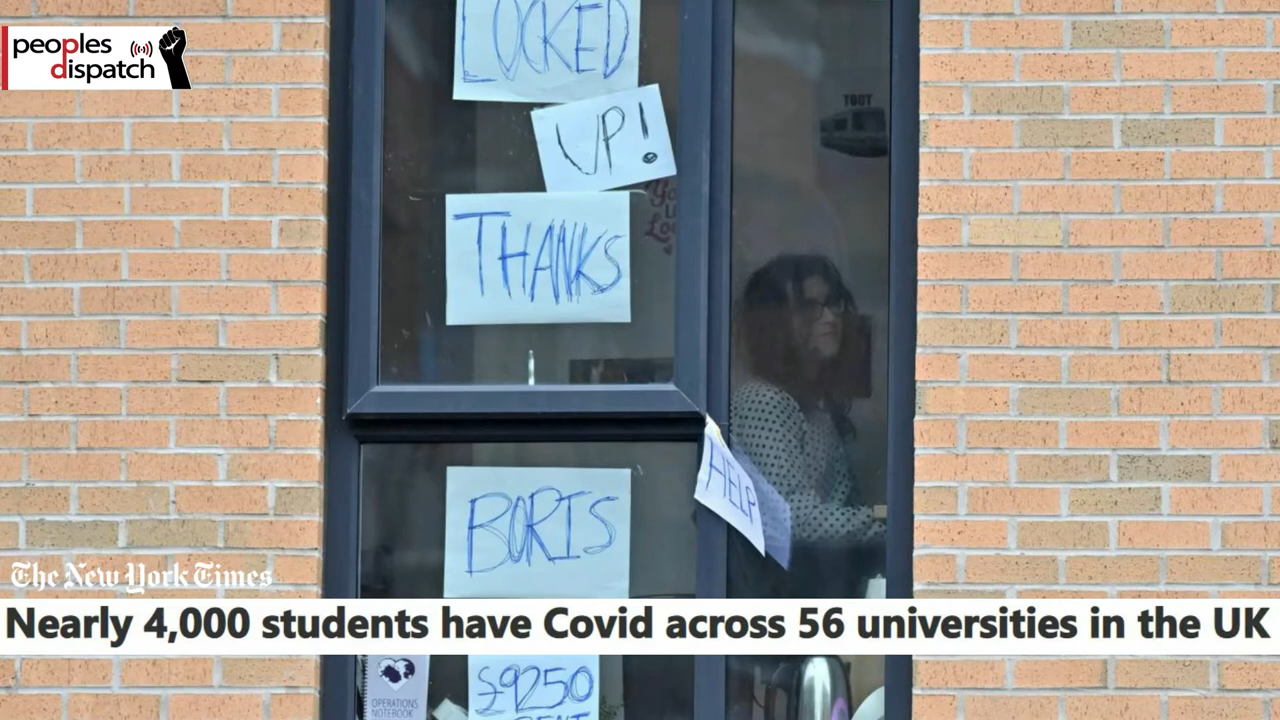 peoples
dispatch
LOCKED
UP!
THANKS
TOOT
HELP
BORIS
The New York Times
Nearly 4,000 students have Covid across 56 universities in the UK
OPERATIONS
NOTEBOOK
£9250